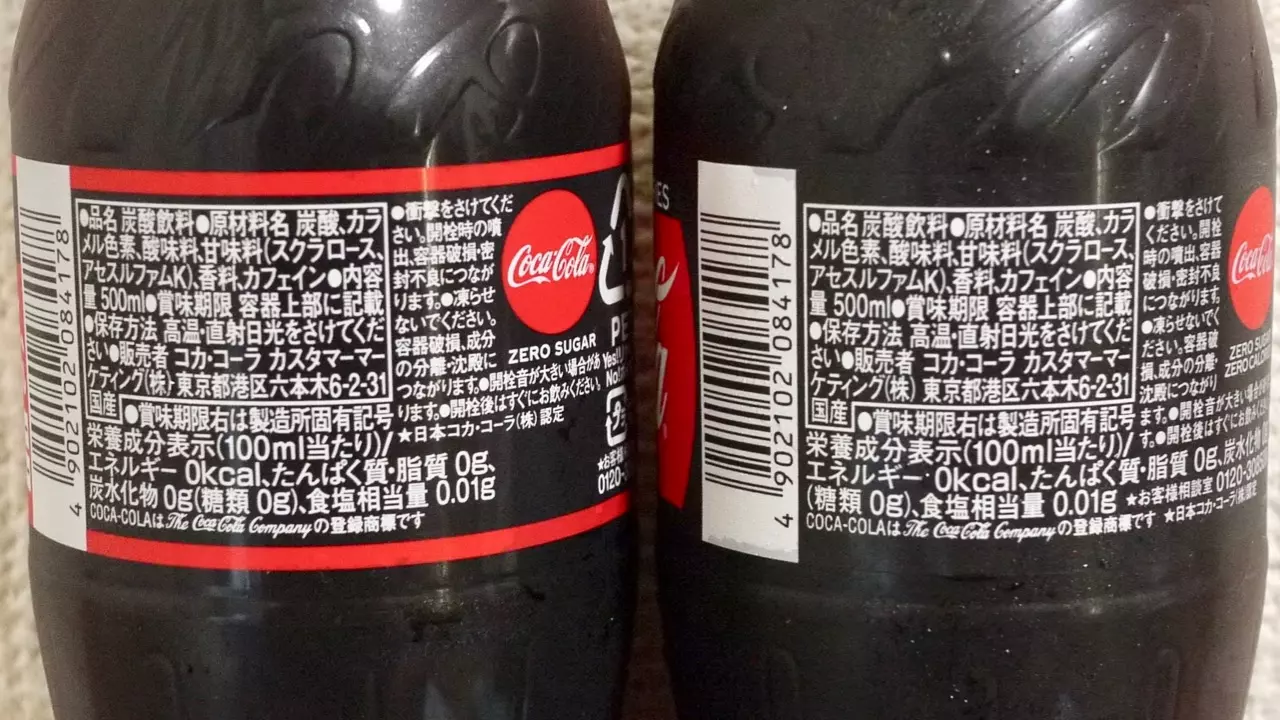 4 902102 084178
●品名 炭酸飲料●原材料名 炭酸、カラ
メル色素、酸味料、甘味料(スクラロース、
アセスルファムK)、香料、カフェイン●内容
量 500ml●賞味期限 容器上部に記載
●保存方法 高温・直射日光をさけてくだ
さい●販売者 コカ・コーラ カスタマーマー
ケティング(株) 東京都港区六本木6-2-31
国産 ●賞味期限右は製造所固有記号
栄養成分表示(100ml当たり)/
エネルギー 0kcal、たんぱく質・脂質 0g、
炭水化物 0g(糖類 0g)、食塩相当量 0.01g
COCA-COLAは The Coca-Cola Company の登録商標です
●衝撃をさけてくだ
さい。開栓時の噴
出、容器破損・密
封不良につなが
ります。●凍らせ
ないでください。
容器破損、成分
の分離・沈殿に
つながります。●開栓音が大きい場合があ
ります。●開栓後はすぐにお飲みください。
★日本コカ・コーラ(株)認定
Coca-Cola
ZERO SUGAR
0120-3
4 902102 084178
●品名 炭酸飲料●原材料名 炭酸、カラ
メル色素、酸味料、甘味料(スクラロース、
アセスルファムK)、香料、カフェイン●内容
量 500ml●賞味期限 容器上部に記載
●保存方法 高温・直射日光をさけてくだ
さい●販売者 コカ・コーラ カスタマーマー
ケティング(株) 東京都港区六本木6-2-31
国産 ●賞味期限右は製造所固有記号
栄養成分表示(100ml当たり)/
エネルギー 0kcal、たんぱく質・脂質 0g、炭水化物 0g
(糖類 0g)、食塩相当量 0.01g ★お客様相談室 0120-308
COCA-COLAは The Coca-Cola Company の登録商標です ★日本コカ・コーラ(株)認定
●衝撃をさけて
ください。開栓
時の噴出、容器
破損・密封不良
につながります。
●凍らせないでく
ださい。容器破
損、成分の分離・
沈殿につながり
ます。●開栓音が大きい場合があ
す。●開栓後はすぐにお
Coca-Cola
ZERO SUGAR
ZERO CALOR